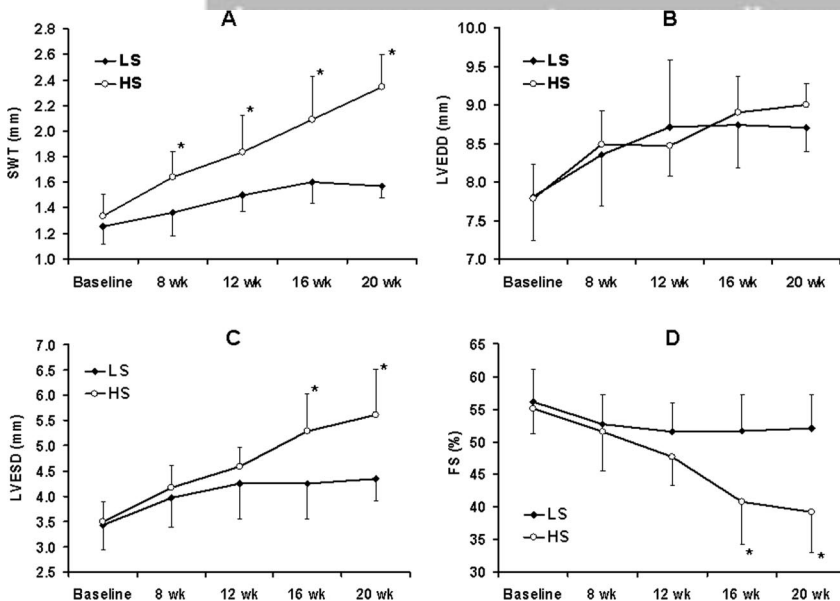 A
SWT (mm)
2.8
2.6
2.4
2.2
2.0
1.8
1.6
1.4
1.2
1.0
LS
HS
*
*
*
*
Baseline 8 wk 12 wk 16 wk 20 wk
B
LVEDD (mm)
10.0
9.5
9.0
8.5
8.0
7.5
7.0
LS
HS
Baseline 8 wk 12 wk 16 wk 20 wk
C
LVESD (mm)
7.0
6.5
6.0
5.5
5.0
4.5
4.0
3.5
3.0
2.5
LS
HS
*
*
Baseline 8 wk 12 wk 16 wk 20 wk
D
FS (%)
65
60
55
50
45
40
35
30
LS
HS
*
*
Baseline 8 wk 12 wk 16 wk 20 wk